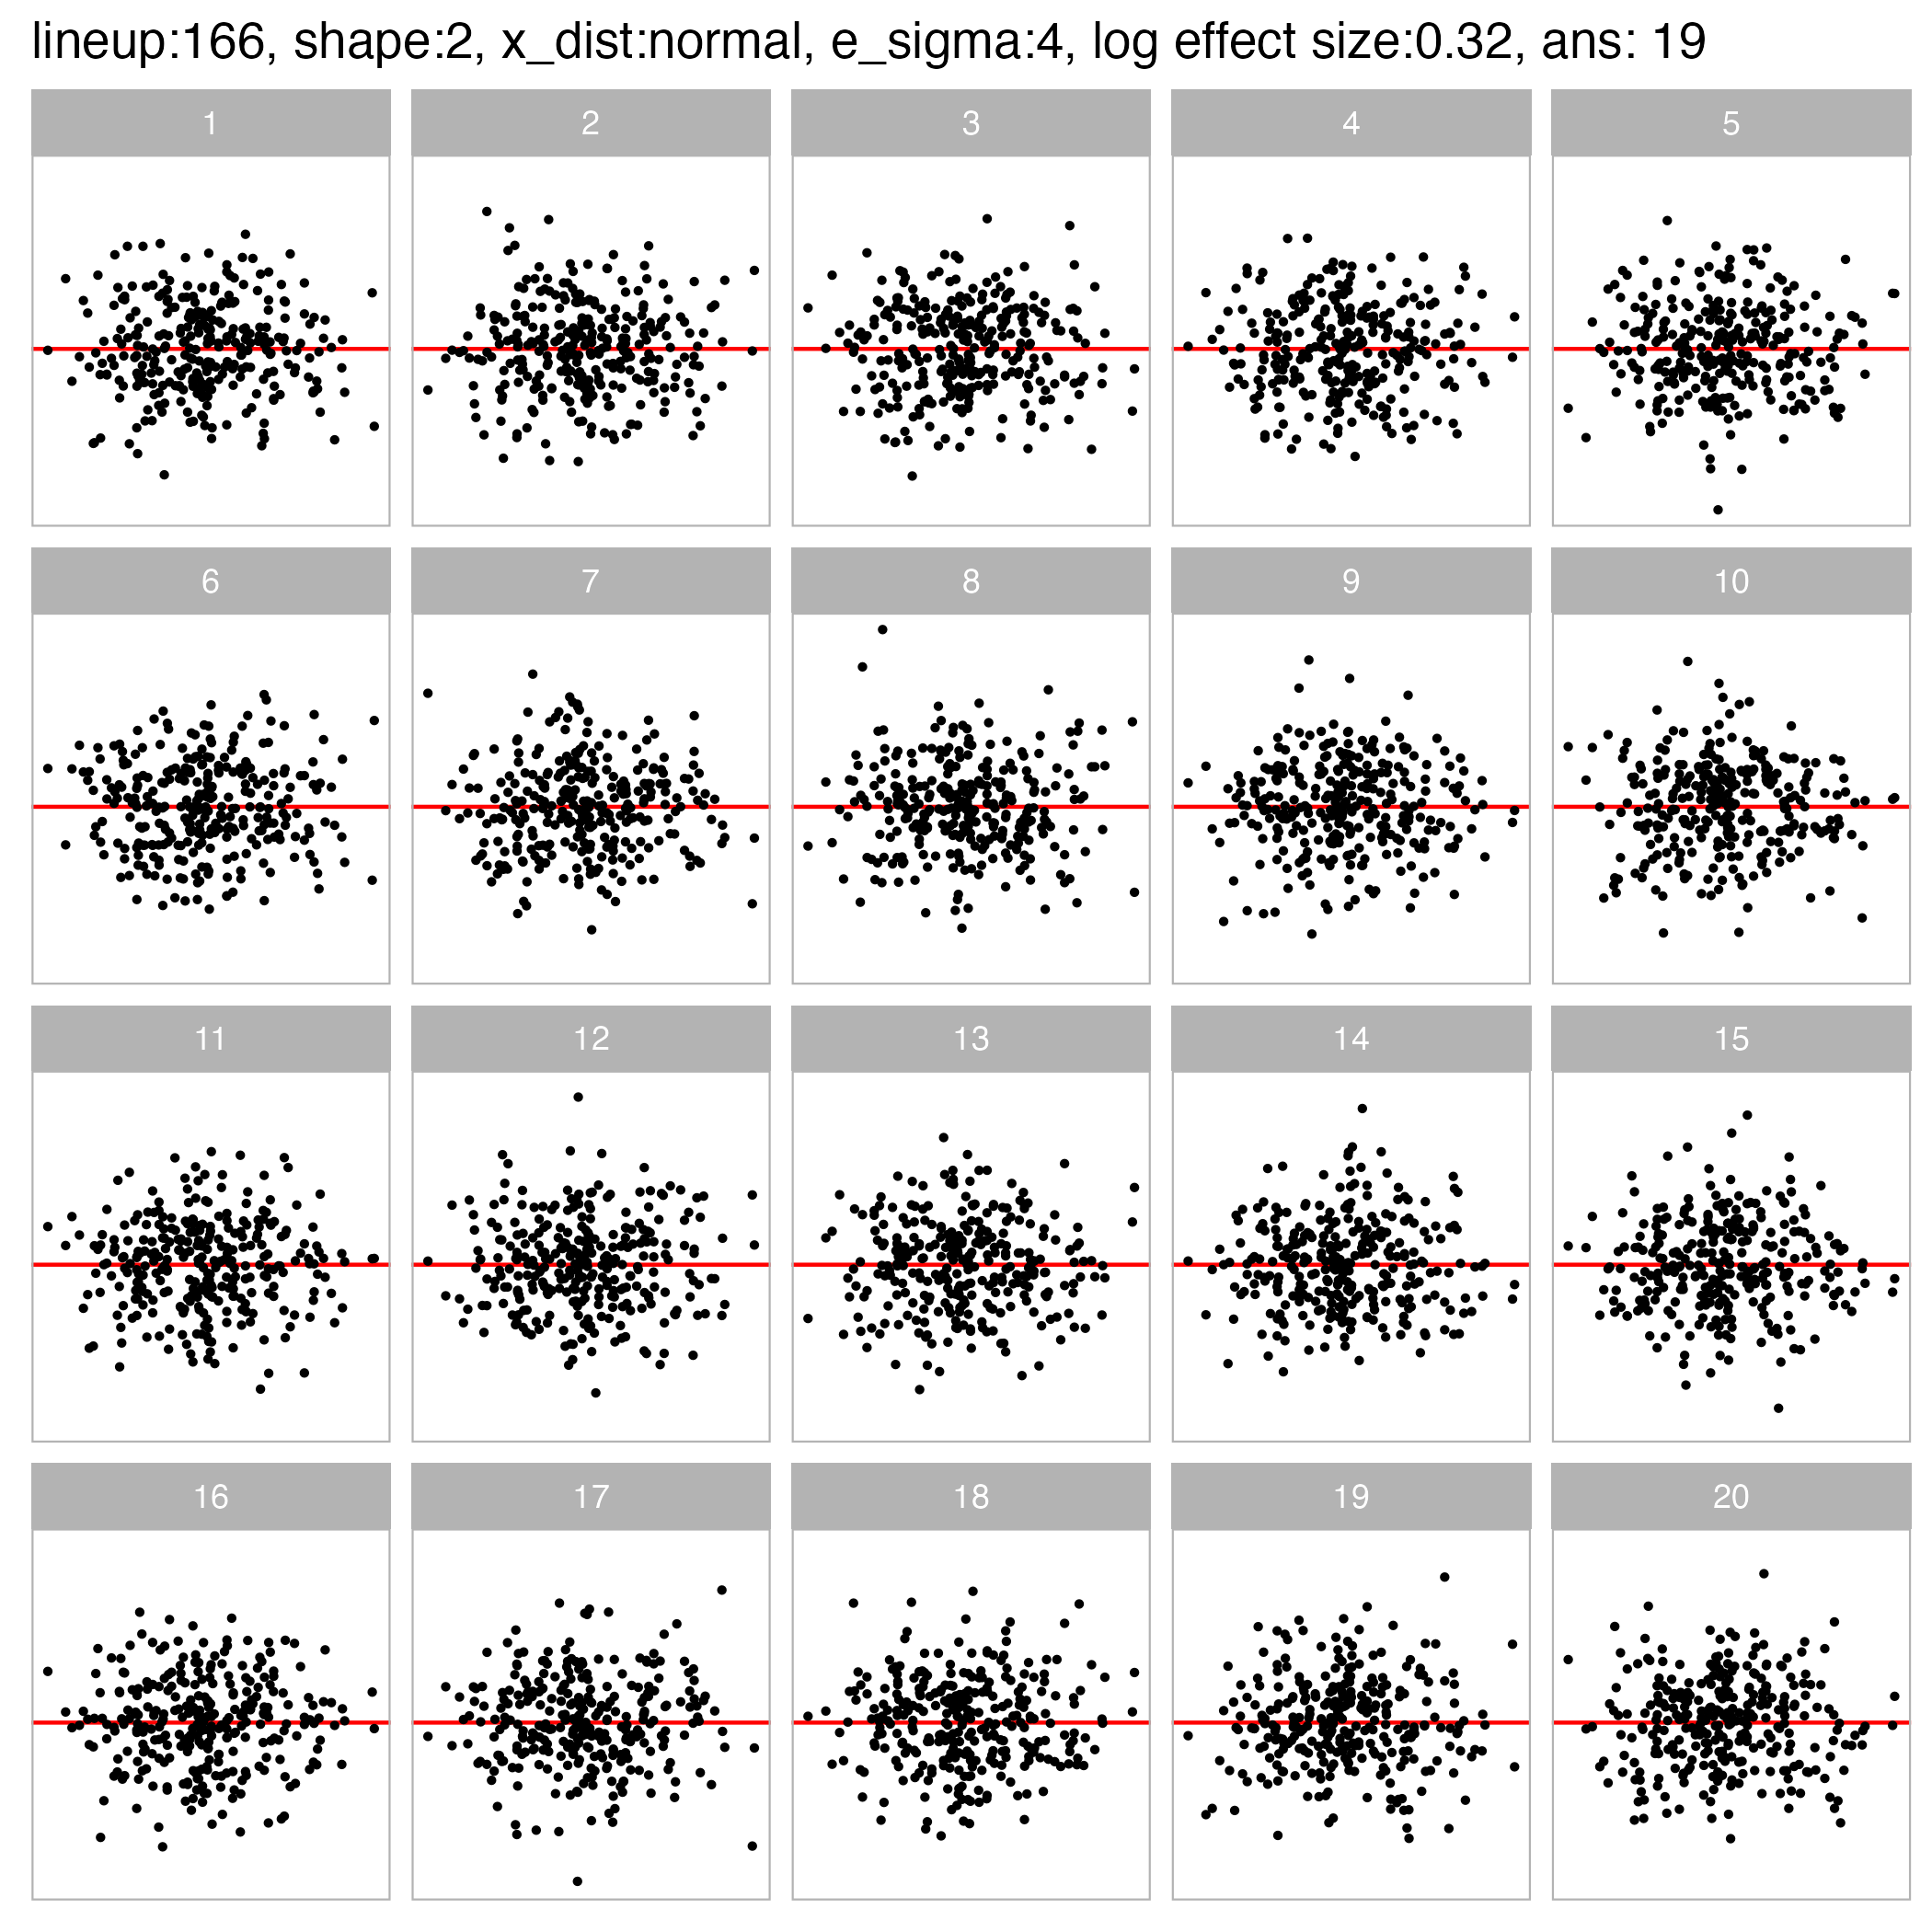 lineup:166, shape:2, x_dist:normal, e_sigma:4, log effect size:0.32, ans: 19
1 2 3 4 5
6 7 8 9 10
11 12 13 14 15
16 17 18 19 20